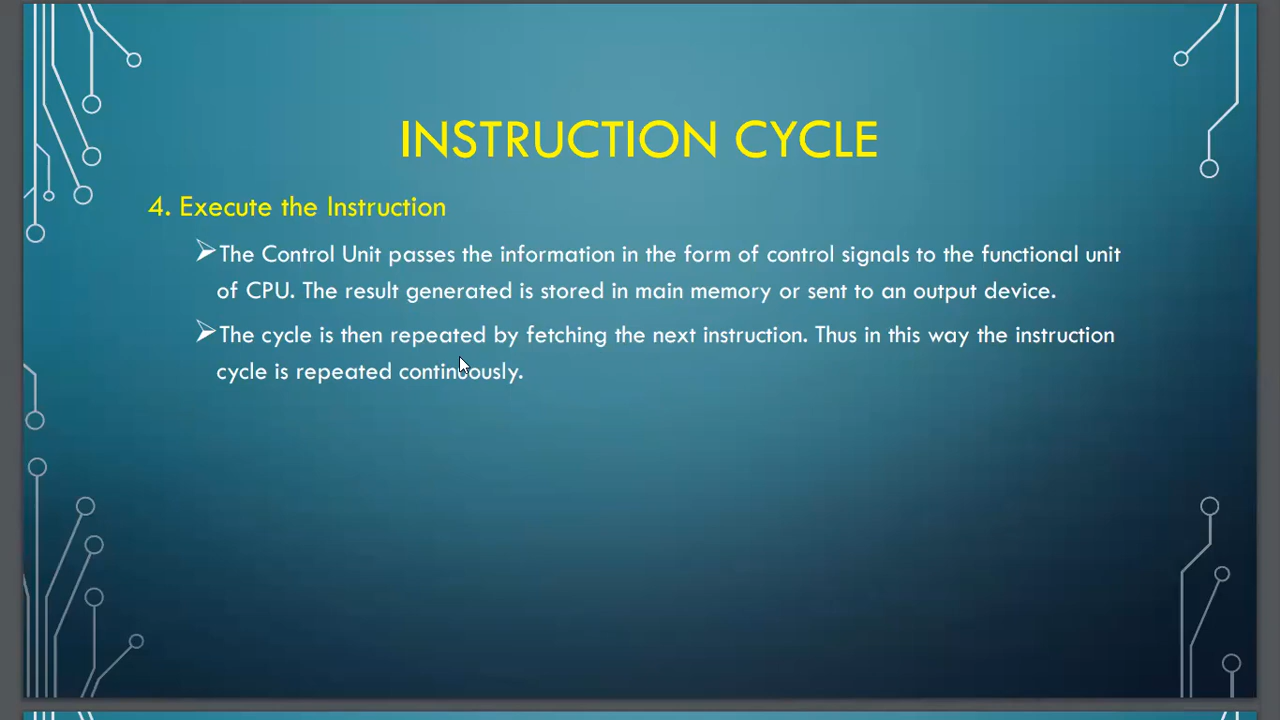 INSTRUCTION CYCLE
4. Execute the Instruction
The Control Unit passes the information in the form of control signals to the functional unit
of CPU. The result generated is stored in main memory or sent to an output device.
The cycle is then repeated by fetching the next instruction. Thus in this way the instruction
cycle is repeated continuously.